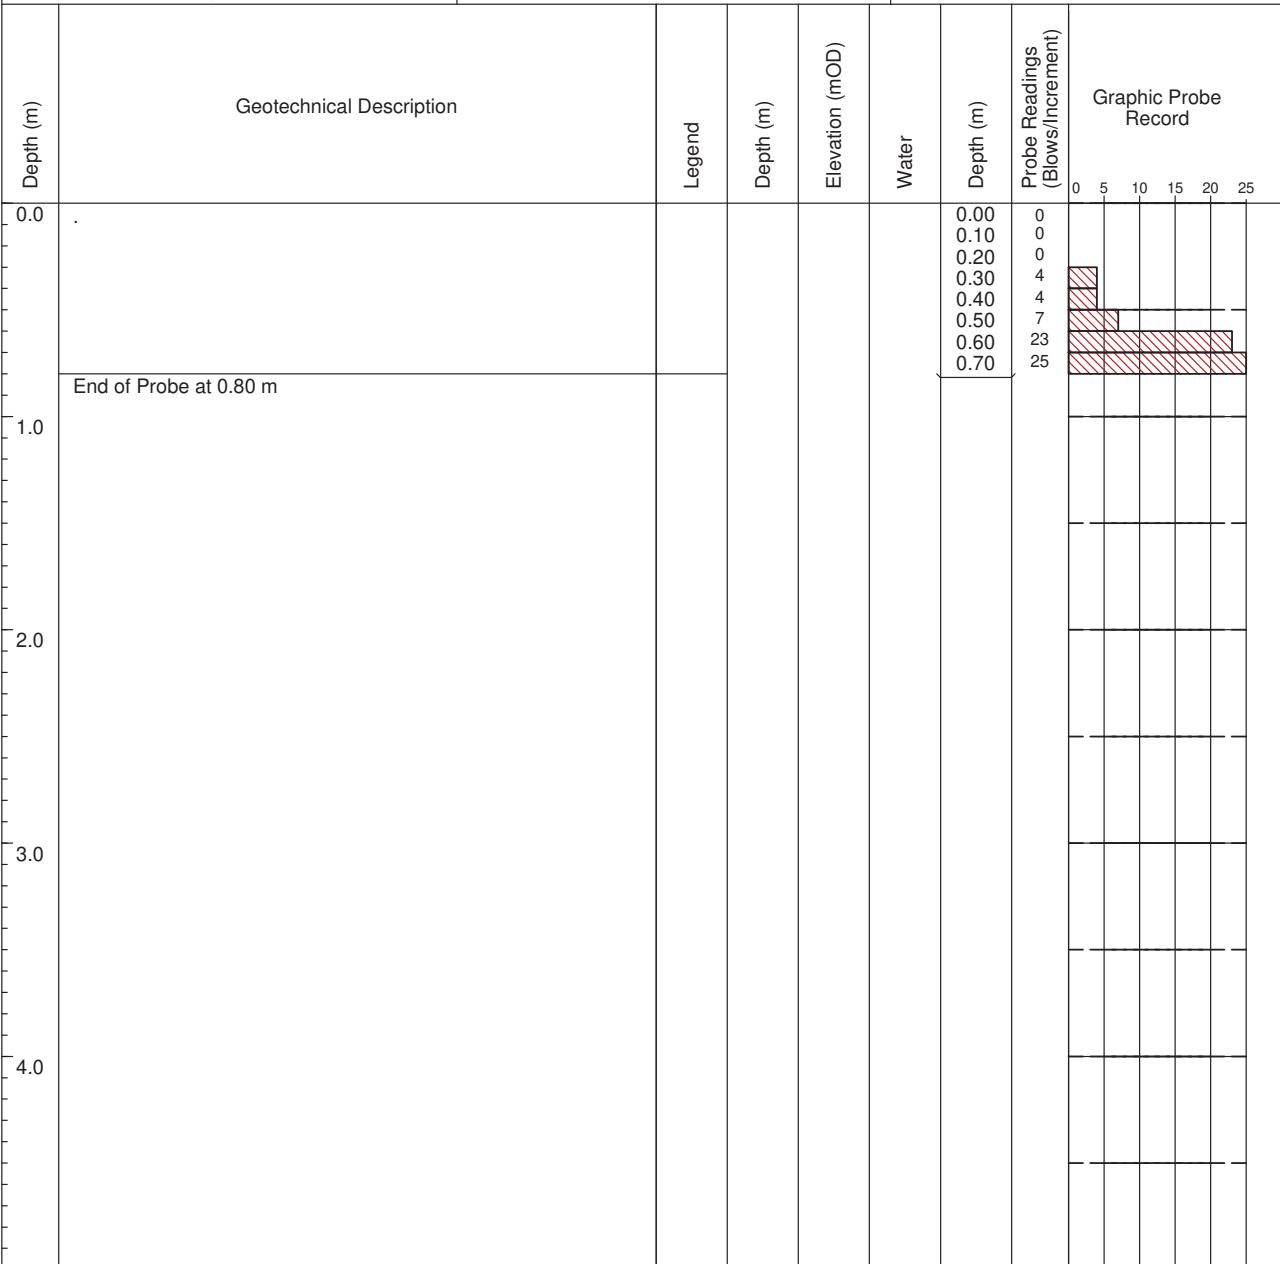 Depth (m)
Geotechnical Description
Legend
Depth (m)
Elevation (mOD)
Water
Depth (m)
Probe Readings
(Blows/Increment)
Graphic Probe
Record
0 5 10 15 20 25
0.0 . 0.00 0
0.10 0
0.20 0
0.30 4
0.40 4
0.50 7
0.60 23
0.70 25
End of Probe at 0.80 m
1.0
2.0
3.0
4.0